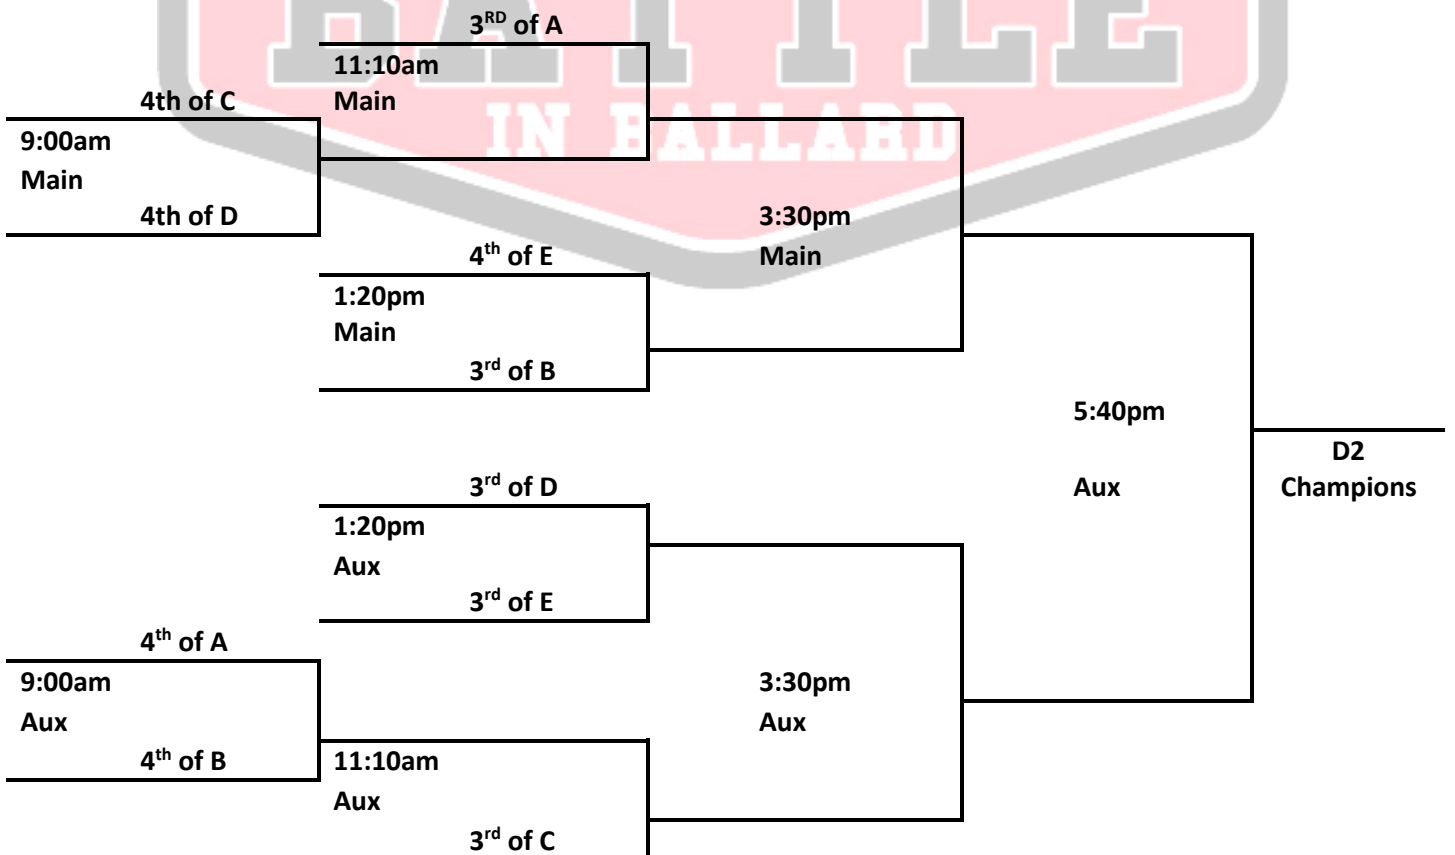 BATTLE
IN BALLARD
3RD of A
11:10am
Main
4th of C
9:00am
Main
4th of D
3:30pm
Main
4th of E
1:20pm
Main
3rd of B
5:40pm
Aux
D2
Champions
3rd of D
1:20pm
Aux
3rd of E
4th of A
9:00am
Aux
4th of B
3:30pm
Aux
11:10am
Aux
3rd of C